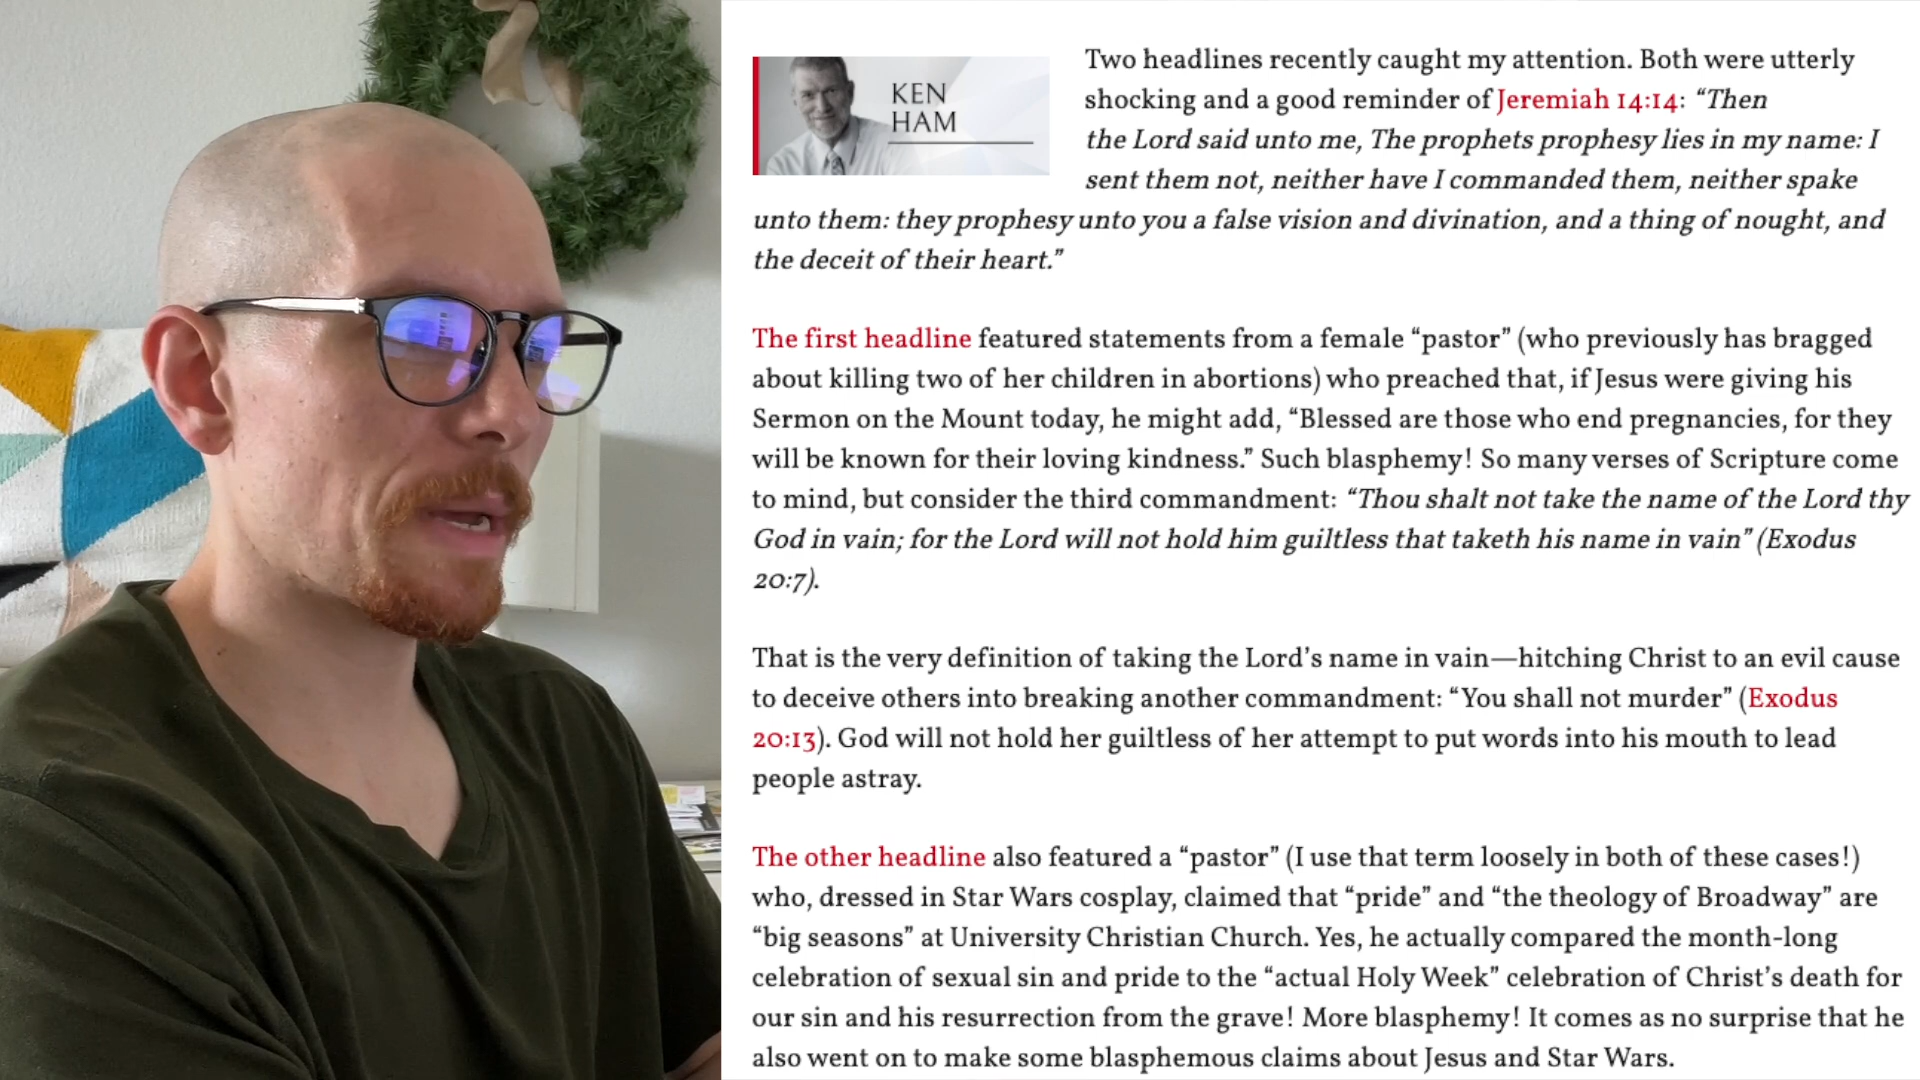 KEN
HAM
Two headlines recently caught my attention. Both were utterly
shocking and a good reminder of Jeremiah 14:14: “Then
the Lord said unto me, The prophets prophesy lies in my name: I
sent them not, neither have I commanded them, neither spake
unto them: they prophesy unto you a false vision and divination, and a thing of nought, and
the deceit of their heart.”
The first headline featured statements from a female “pastor” (who previously has bragged
about killing two of her children in abortions) who preached that, if Jesus were giving his
Sermon on the Mount today, he might add, “Blessed are those who end pregnancies, for they
will be known for their loving kindness.” Such blasphemy! So many verses of Scripture come
to mind, but consider the third commandment: “Thou shalt not take the name of the Lord thy
God in vain; for the Lord will not hold him guiltless that taketh his name in vain” (Exodus
20:7).
That is the very definition of taking the Lord’s name in vain—hitching Christ to an evil cause
to deceive others into breaking another commandment: “You shall not murder” (Exodus
20:13). God will not hold her guiltless of her attempt to put words into his mouth to lead
people astray.
The other headline also featured a “pastor” (I use that term loosely in both of these cases!)
who, dressed in Star Wars cosplay, claimed that “pride” and “the theology of Broadway” are
“big seasons” at University Christian Church. Yes, he actually compared the month-long
celebration of sexual sin and pride to the “actual Holy Week” celebration of Christ’s death for
our sin and his resurrection from the grave! More blasphemy! It comes as no surprise that he
also went on to make some blasphemous claims about Jesus and Star Wars.